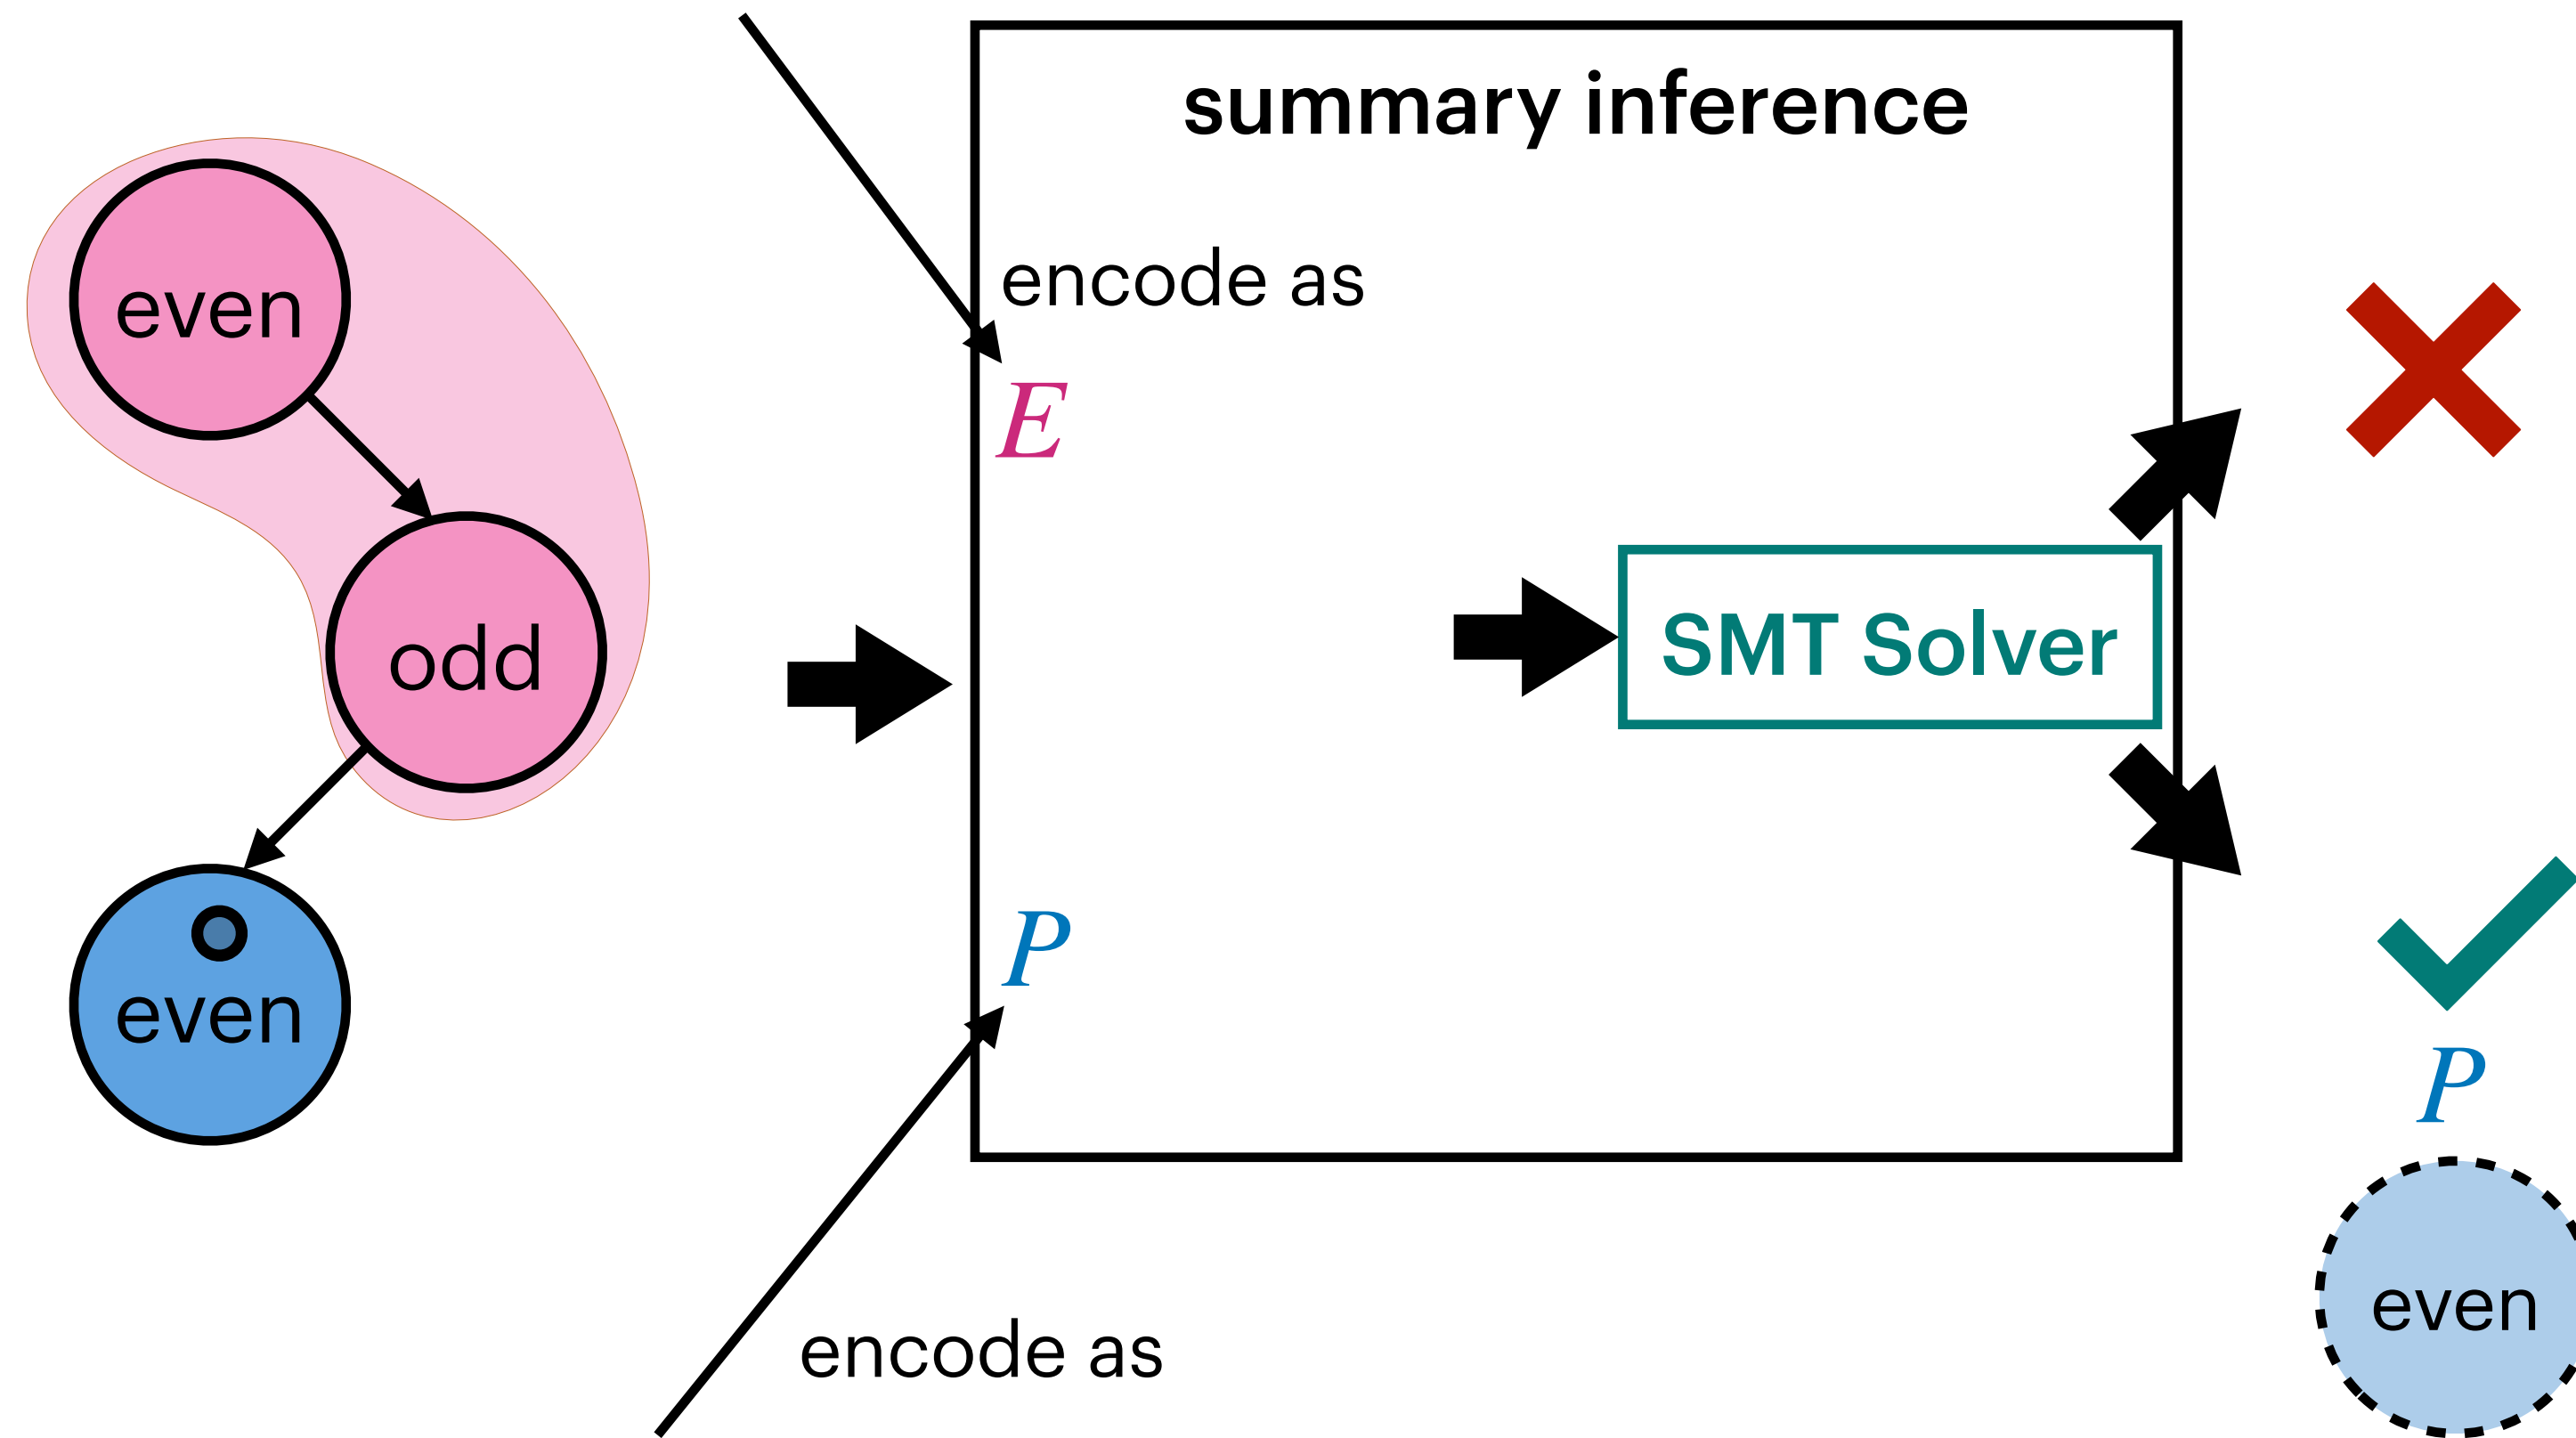 summary inference
encode as
even
E
odd
SMT Solver
P
even
P
even
encode as